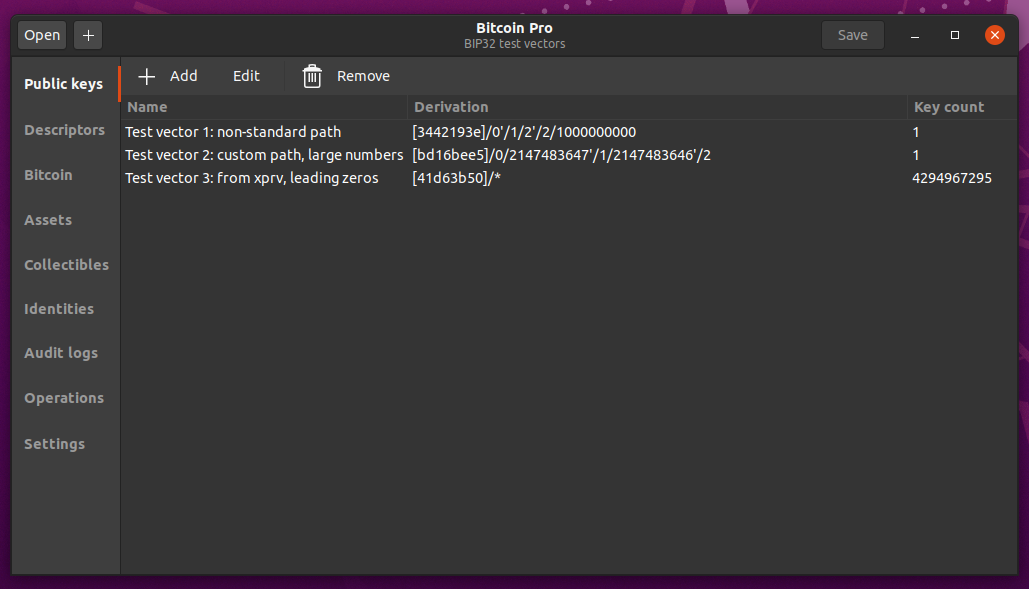 Open + Bitcoin Pro Save
BIP32 test vectors
Public keys
Descriptors
Bitcoin
Assets
Collectibles
Identities
Audit logs
Operations
Settings
Add Edit Remove
Name Derivation Key count
Test vector 1: non-standard path [3442193e]/0'/1/2'/2/1000000000 1
Test vector 2: custom path, large numbers [bd16bee5]/0/2147483647'/1/2147483646'/2 1
Test vector 3: from xprv, leading zeros [41d63b50]/* 4294967295